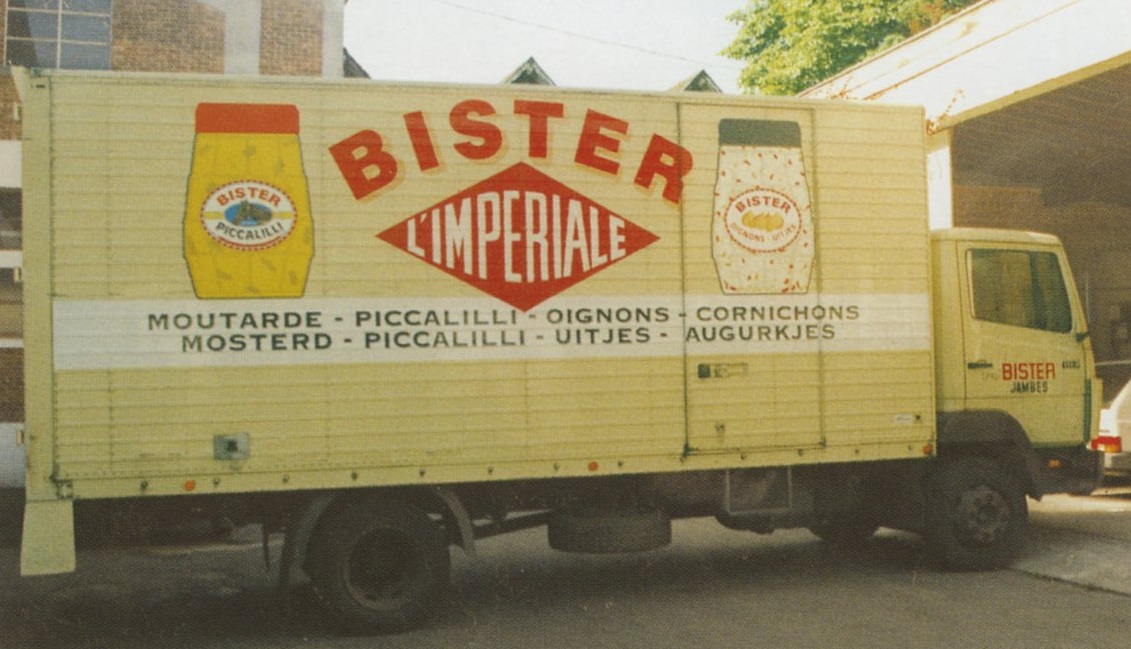 BISTER
L'IMPERIALE
BISTER
PICCALILLI
BISTER
OIGNONS - UITJES
MOUTARDE - PICCALILLI - OIGNONS - CORNICHONS
MOSTERD - PICCALILLI - UITJES - AUGURKJES
BISTER
JAMBES